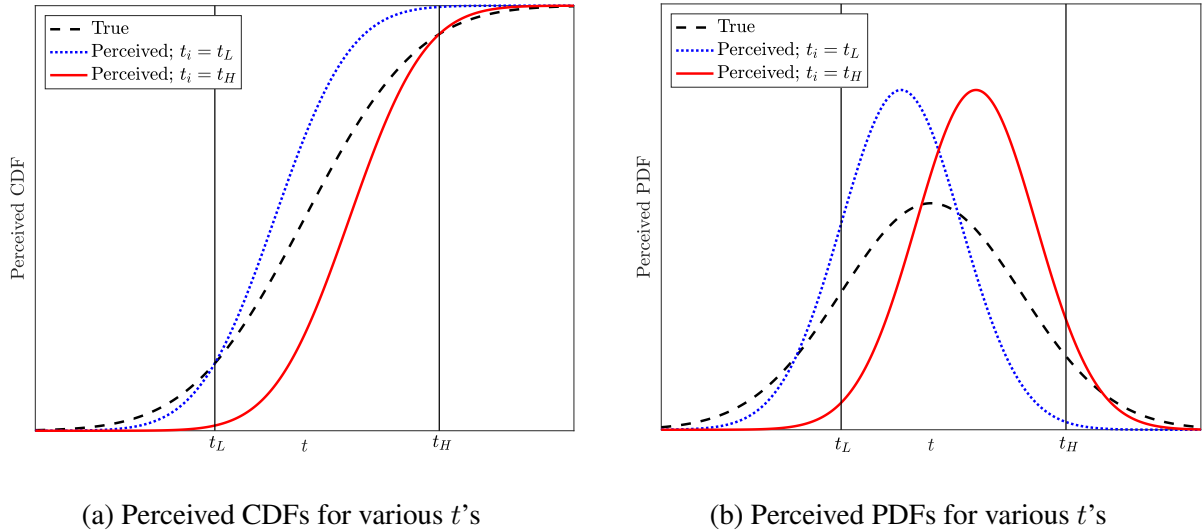 True
Perceived; $t_i = t_L$
Perceived; $t_i = t_H$
Perceived CDF
$t_L$ $t$ $t_H$
(a) Perceived CDFs for various $t$'s
True
Perceived; $t_i = t_L$
Perceived; $t_i = t_H$
Perceived PDF
$t_L$ $t$ $t_H$
(b) Perceived PDFs for various $t$'s